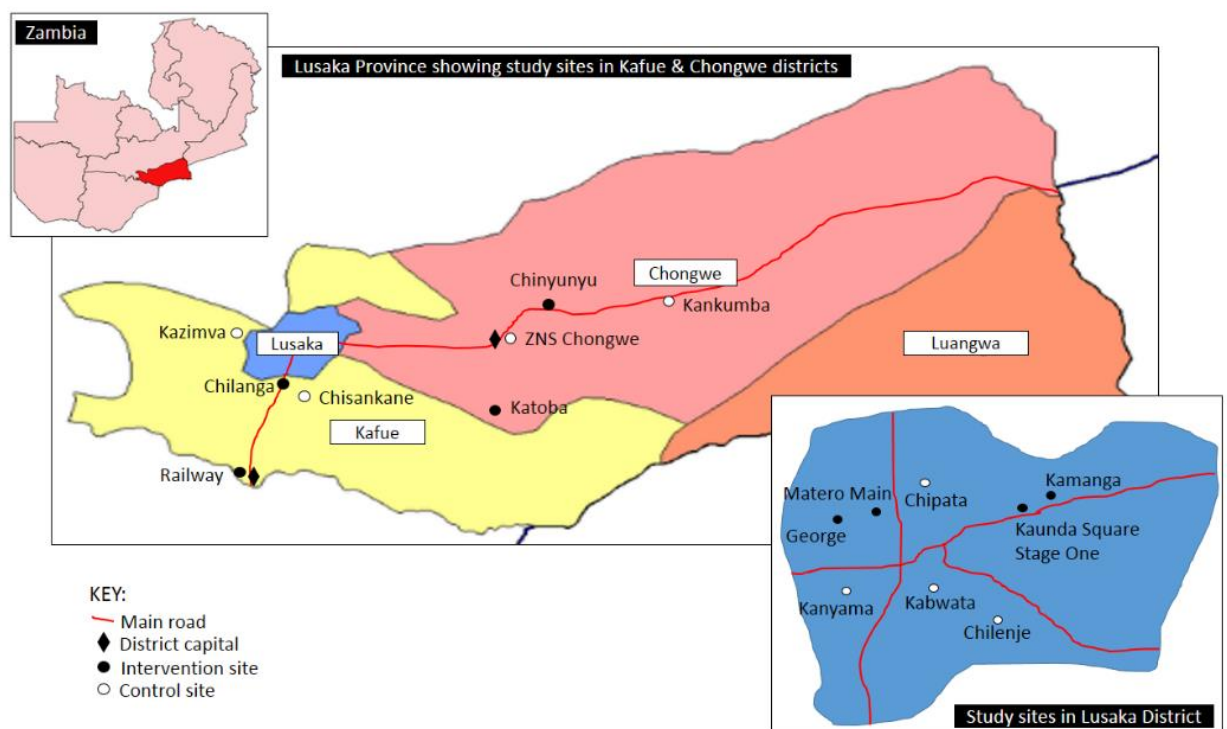 Zambia
Lusaka Province showing study sites in Kafue & Chongwe districts
Chinyunyu
Chongwe
Kankumba
Kazimva
Lusaka
ZNS Chongwe
Luangwa
Chilanga
Chisankane
Katoba
Kafue
Railway
Kamanga
Matero Main
Chipata
George
Kaunda Square
Stage One
Kanyama
Kabwata
Chilenje
Study sites in Lusaka District
KEY:
Main road
District capital
Intervention site
Control site